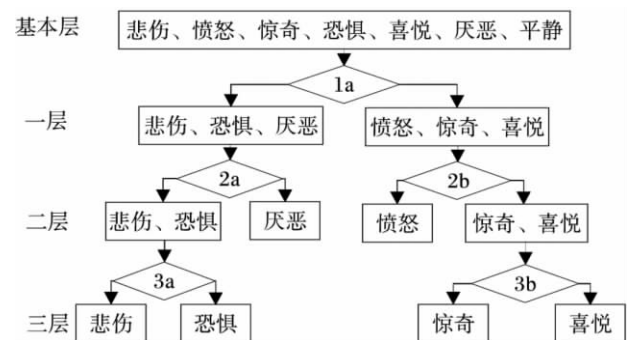 基本层 悲伤、愤怒、惊奇、恐惧、喜悦、厌恶、平静
1a
一层 悲伤、恐惧、厌恶 愤怒、惊奇、喜悦
2a 2b
二层 悲伤、恐惧 厌恶 愤怒 惊奇、喜悦
3a 3b
三层 悲伤 恐惧 惊奇 喜悦